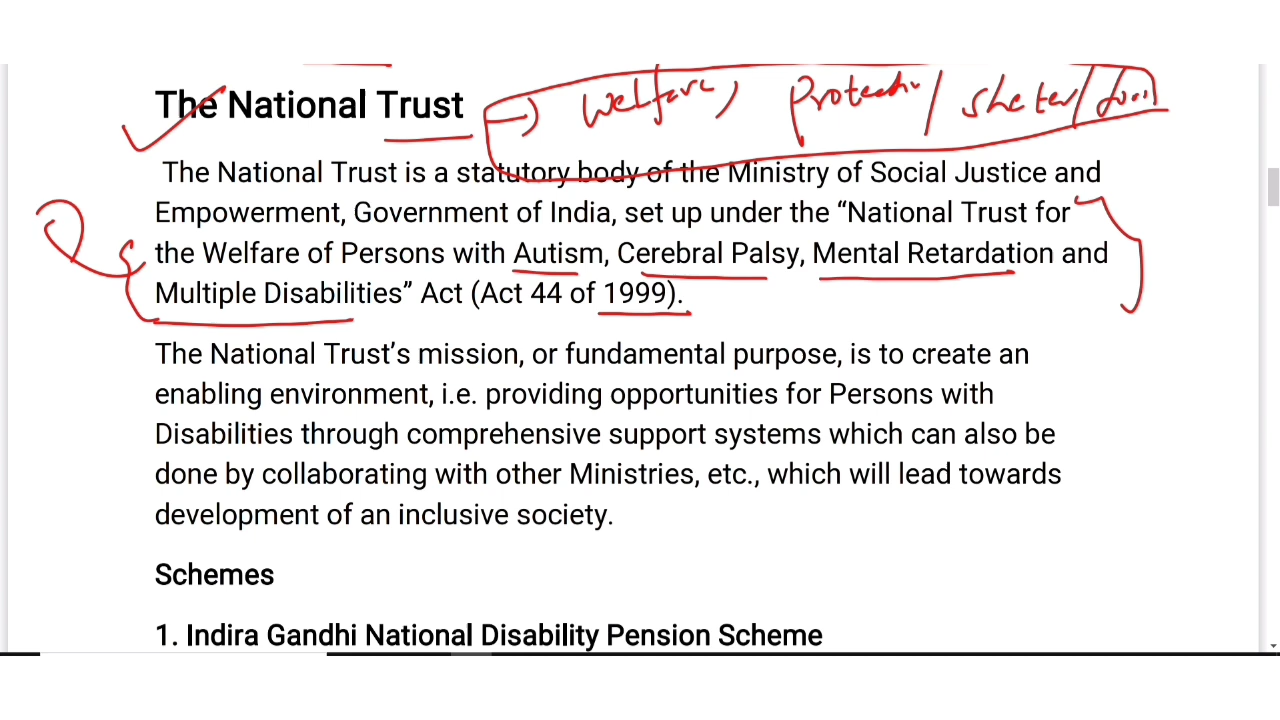 The National Trust → Welfare, Protection / Shelter / food
The National Trust is a statutory body of the Ministry of Social Justice and
Empowerment, Government of India, set up under the “National Trust for
the Welfare of Persons with Autism, Cerebral Palsy, Mental Retardation and
Multiple Disabilities” Act (Act 44 of 1999).
The National Trust’s mission, or fundamental purpose, is to create an
enabling environment, i.e. providing opportunities for Persons with
Disabilities through comprehensive support systems which can also be
done by collaborating with other Ministries, etc., which will lead towards
development of an inclusive society.
Schemes
1. Indira Gandhi National Disability Pension Scheme